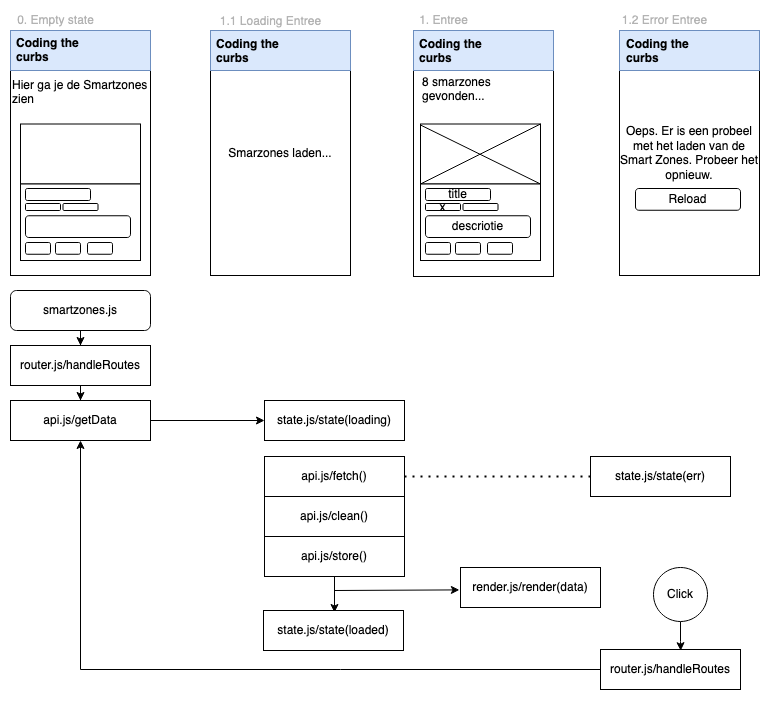 0. Empty state
1.1 Loading Entree
1. Entree
1.2 Error Entree
Coding the
curbs
Coding the
curbs
Coding the
curbs
Coding the
curbs
Hier ga je de Smartzones
zien
Smarzones laden...
8 smarzones
gevonden...
title
x
descriotie
Oeps. Er is een probeel
met het laden van de
Smart Zones. Probeer het
opnieuw.
Reload
smartzones.js
router.js/handleRoutes
api.js/getData
state.js/state(loading)
api.js/fetch()
state.js/state(err)
api.js/clean()
api.js/store()
render.js/render(data)
Click
state.js/state(loaded)
router.js/handleRoutes